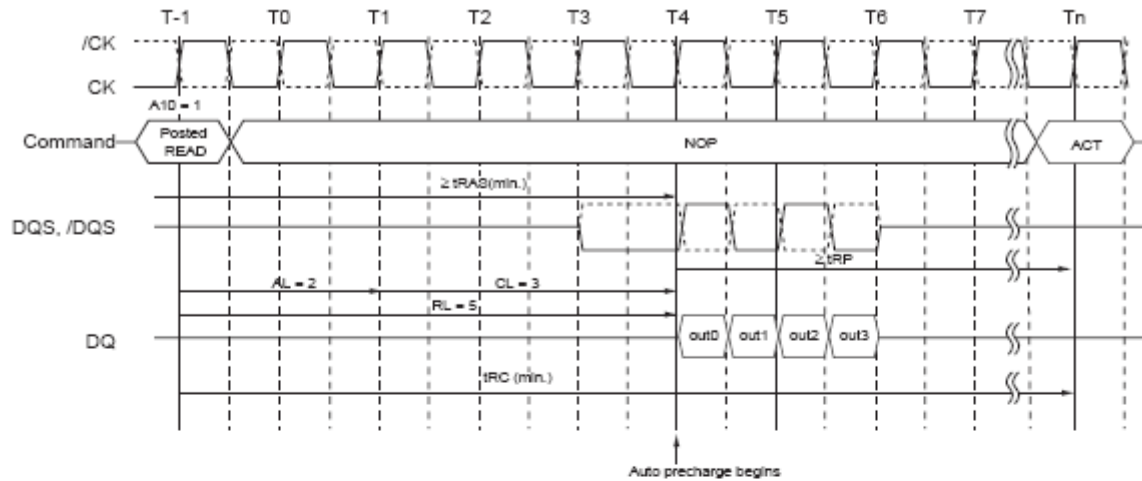 T-1 T0 T1 T2 T3 T4 T5 T6 T7 Tn
/CK
CK
A10 = 1
Command
Posted
READ
NOP
ACT
≥ tRAS(min.)
DQS, /DQS
≥ tRP
AL = 2 CL = 3
RL = 5
DQ
out0 out1 out2 out3
tRC (min.)
Auto precharge begins